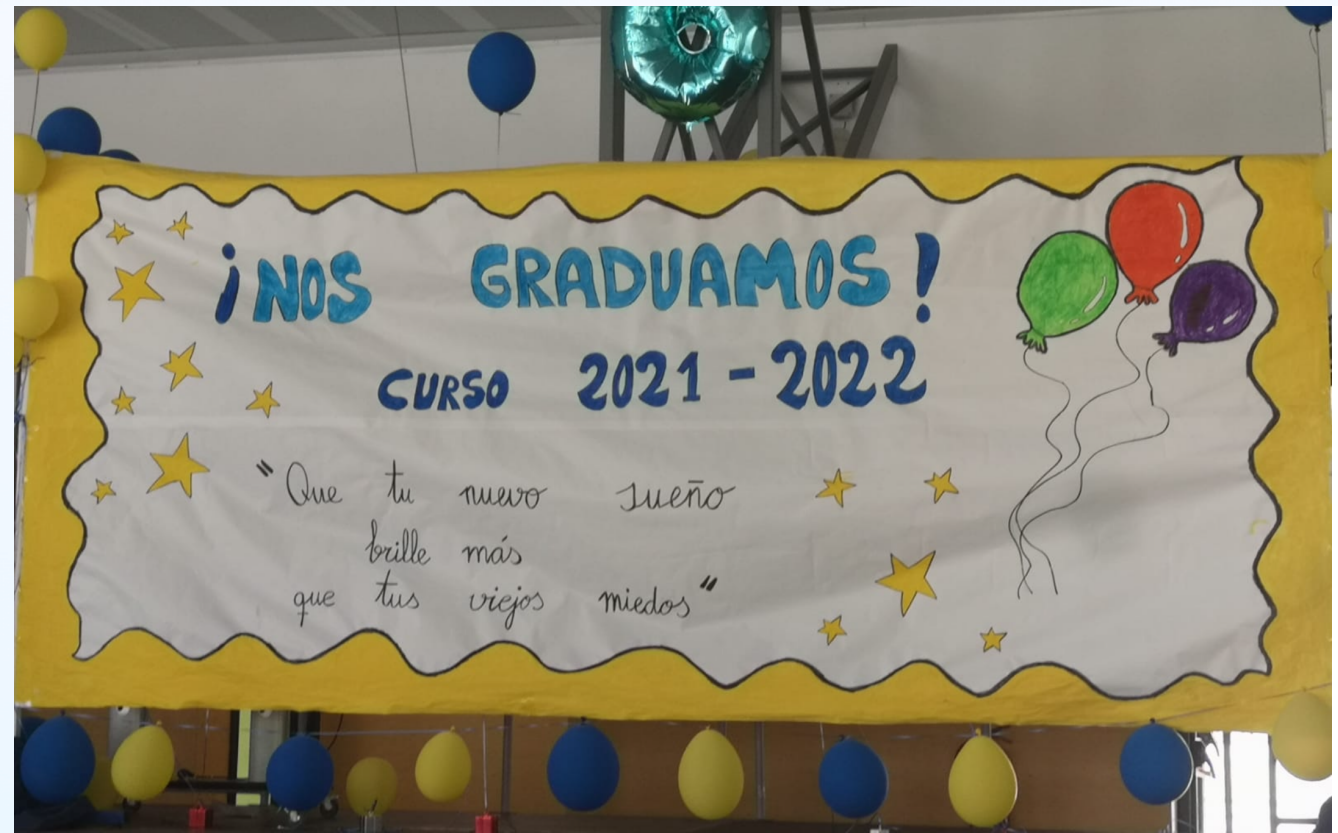 ¡NOS GRADUAMOS!
CURSO 2021-2022
"Que tu nuevo sueño
brille más
que tus viejos miedos"